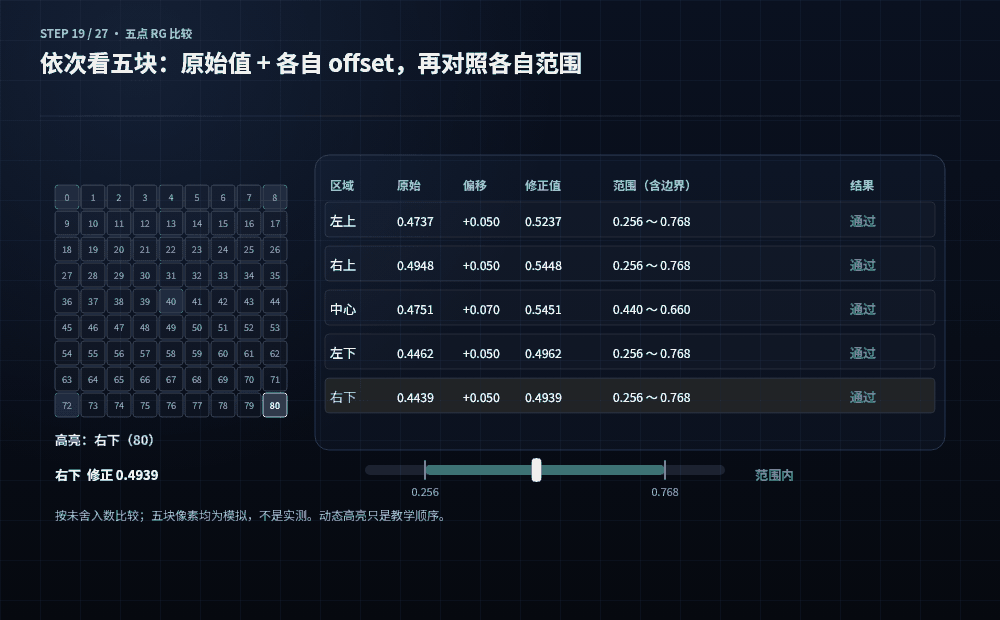 STEP 19 / 27 · 五点 RG 比较
依次看五块：原始值 + 各自 offset，再对照各自范围
0 1 2 3 4 5 6 7 8
9 10 11 12 13 14 15 16 17
18 19 20 21 22 23 24 25 26
27 28 29 30 31 32 33 34 35
36 37 38 39 40 41 42 43 44
45 46 47 48 49 50 51 52 53
54 55 56 57 58 59 60 61 62
63 64 65 66 67 68 69 70 71
72 73 74 75 76 77 78 79 80
高亮：右下（80）
右下 修正 0.4939
区域 原始 偏移 修正值 范围（含边界） 结果
左上 0.4737 +0.050 0.5237 0.256～0.768 通过
右上 0.4948 +0.050 0.5448 0.256～0.768 通过
中心 0.4751 +0.070 0.5451 0.440～0.660 通过
左下 0.4462 +0.050 0.4962 0.256～0.768 通过
右下 0.4439 +0.050 0.4939 0.256～0.768 通过
范围内
0.256 0.768
按未舍入数比较；五块像素均为模拟，不是实测。动态高亮只是教学顺序。